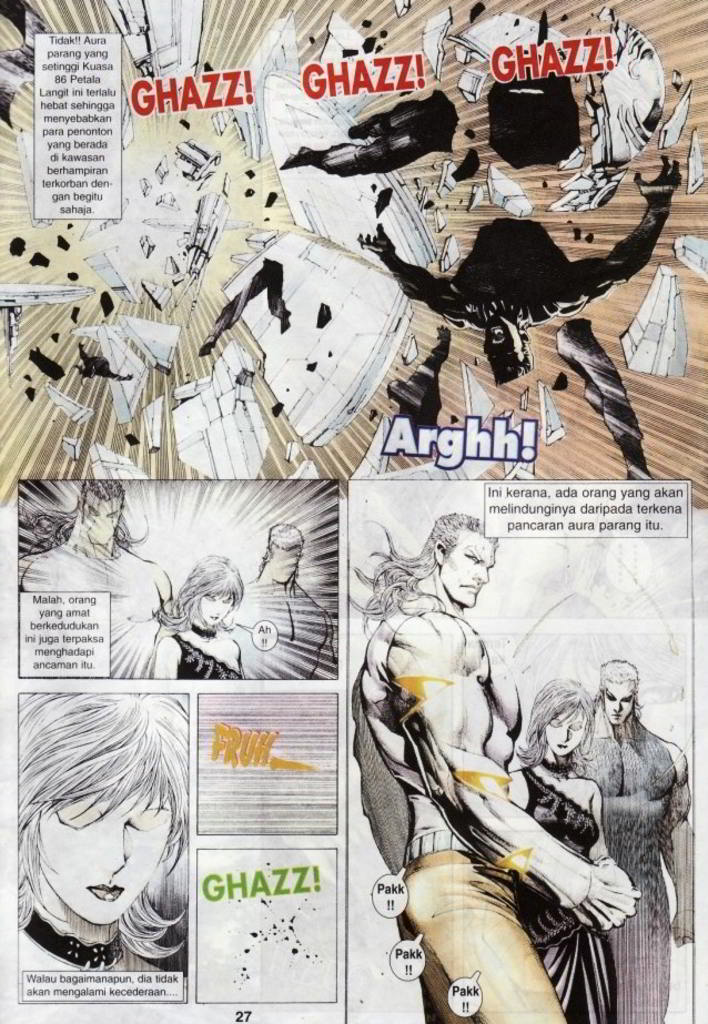 Tidak!! Aura
parang yang
setinggi Kuasa
86 Petala
Langit ini terlalu
hebat sehingga
menyebabkan
para penonton
yang berada
di kawasan
berhampiran
terkorban den-
gan begitu
sahaja.
GHAZZ!
GHAZZ!
GHAZZ!
Arghh!
Malah, orang
yang amat
berkedudukan
ini juga terpaksa
menghadapi
ancaman itu.
Ah
!!
Ini kerana, ada orang yang akan
melindunginya daripada terkena
pancaran aura parang itu.
Walau bagaimanapun, dia tidak
akan mengalami kecederaan....
FRUH...
GHAZZ!
Pakk
!!
Pakk
!!
Pakk
!!
27